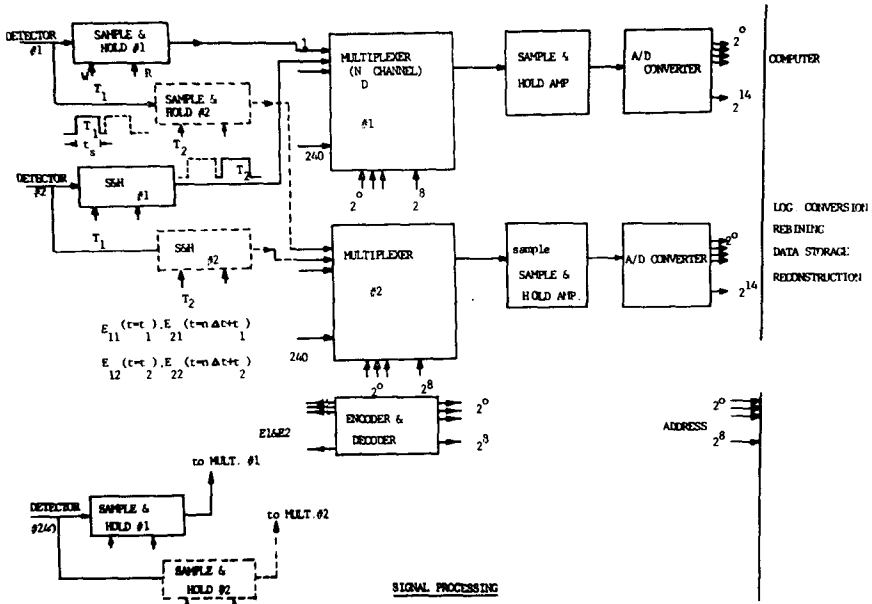 DETECTOR
#1
SAMPLE &
HOLD #1
W
R
T1
SAMPLE &
HOLD #2
T1
ts
T2
1
MULTIPLEXER
(N CHANNEL)
D
#1
240
2^0
2^8
SAMPLE &
HOLD AMP
A/D
CONVERTER
2^0
2^14
COMPUTER
DETECTOR
#2
S&H
#1
T2
T1
S&H
#2
T2
MULTIPLEXER
#2
240
2^0
2^8
sample
SAMPLE &
HOLD AMP.
A/D CONVERTER
2^0
2^14
LOG CONVERSION
REBINING
DATA STORAGE
RECONSTRUCTION
E11(t=t1),E21(t=n Δt+t1)
E12(t=t2),E22(t=n Δt+t2)
E1&E2
ENCODER &
DECODER
2^0
2^8
ADDRESS
2^0
2^8
to MULT. #1
DETECTOR
#240
SAMPLE &
HOLD #1
to MULT.#2
SAMPLE &
HOLD #2
SIGNAL PROCESSING